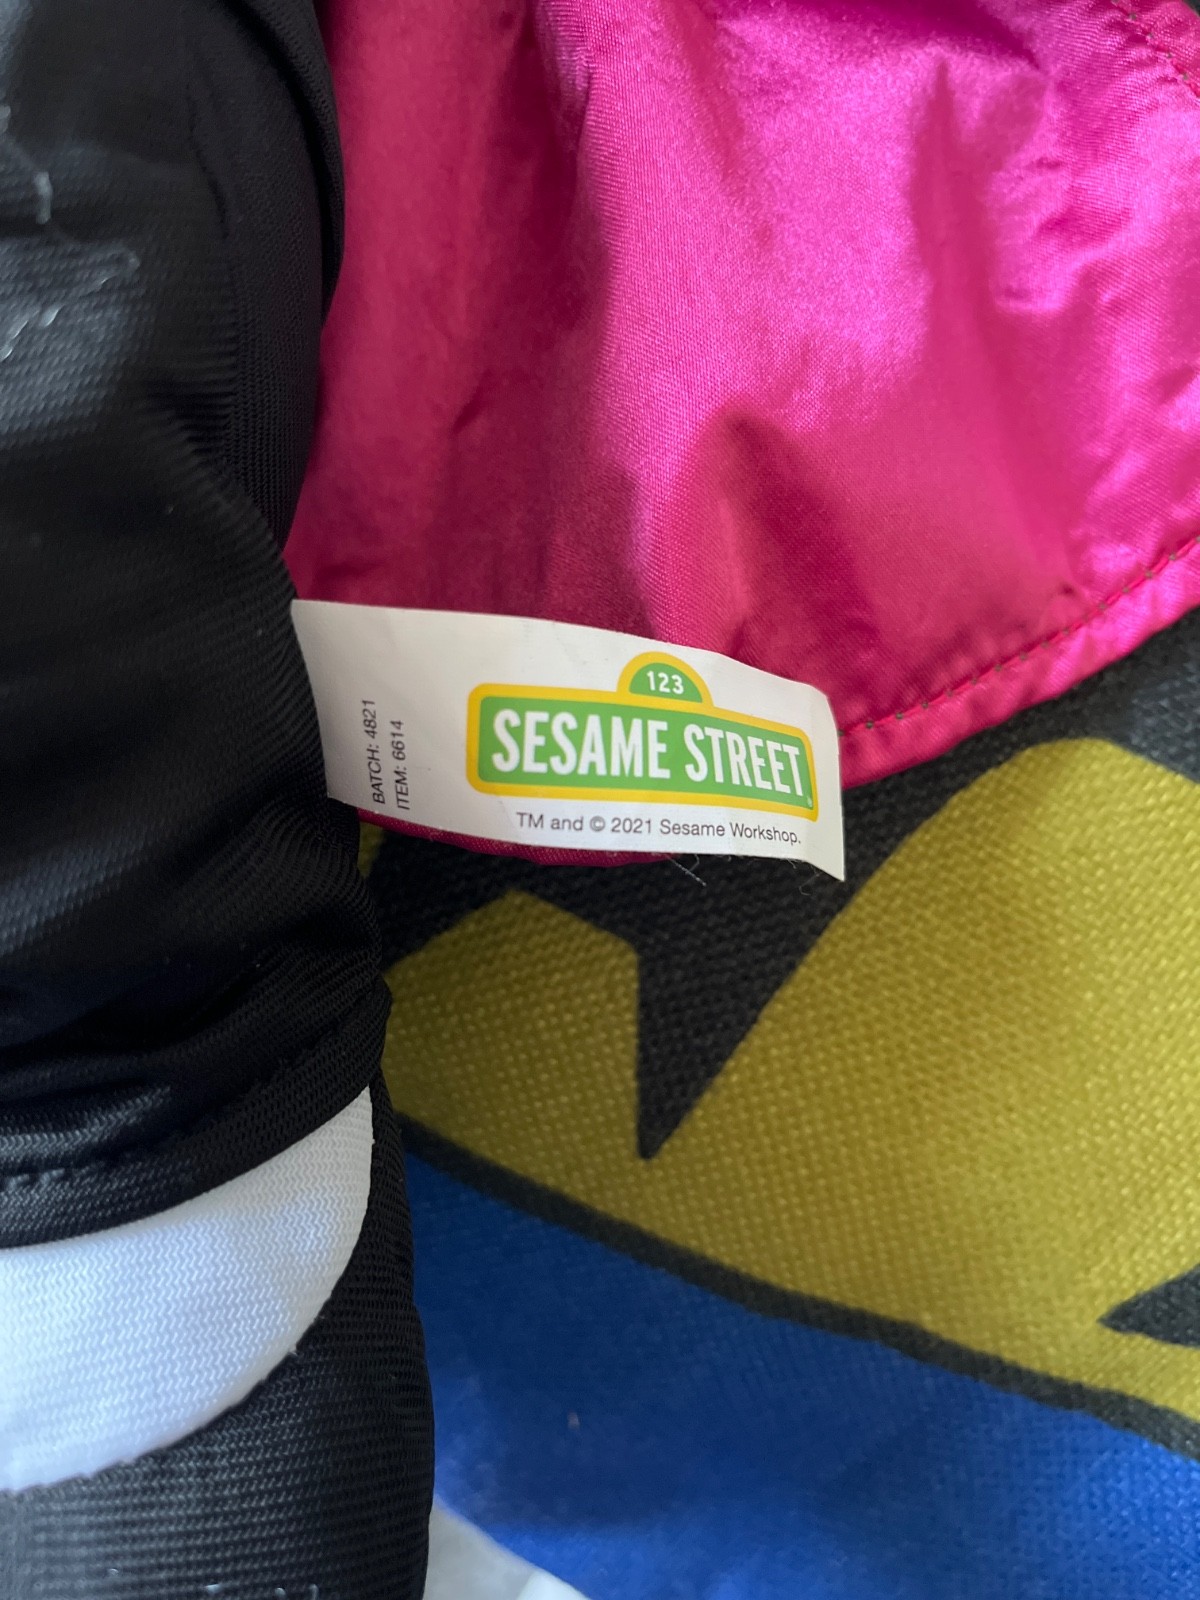 BATCH: 4821
ITEM: 6614
123
SESAME STREET
TM and © 2021 Sesame Workshop.